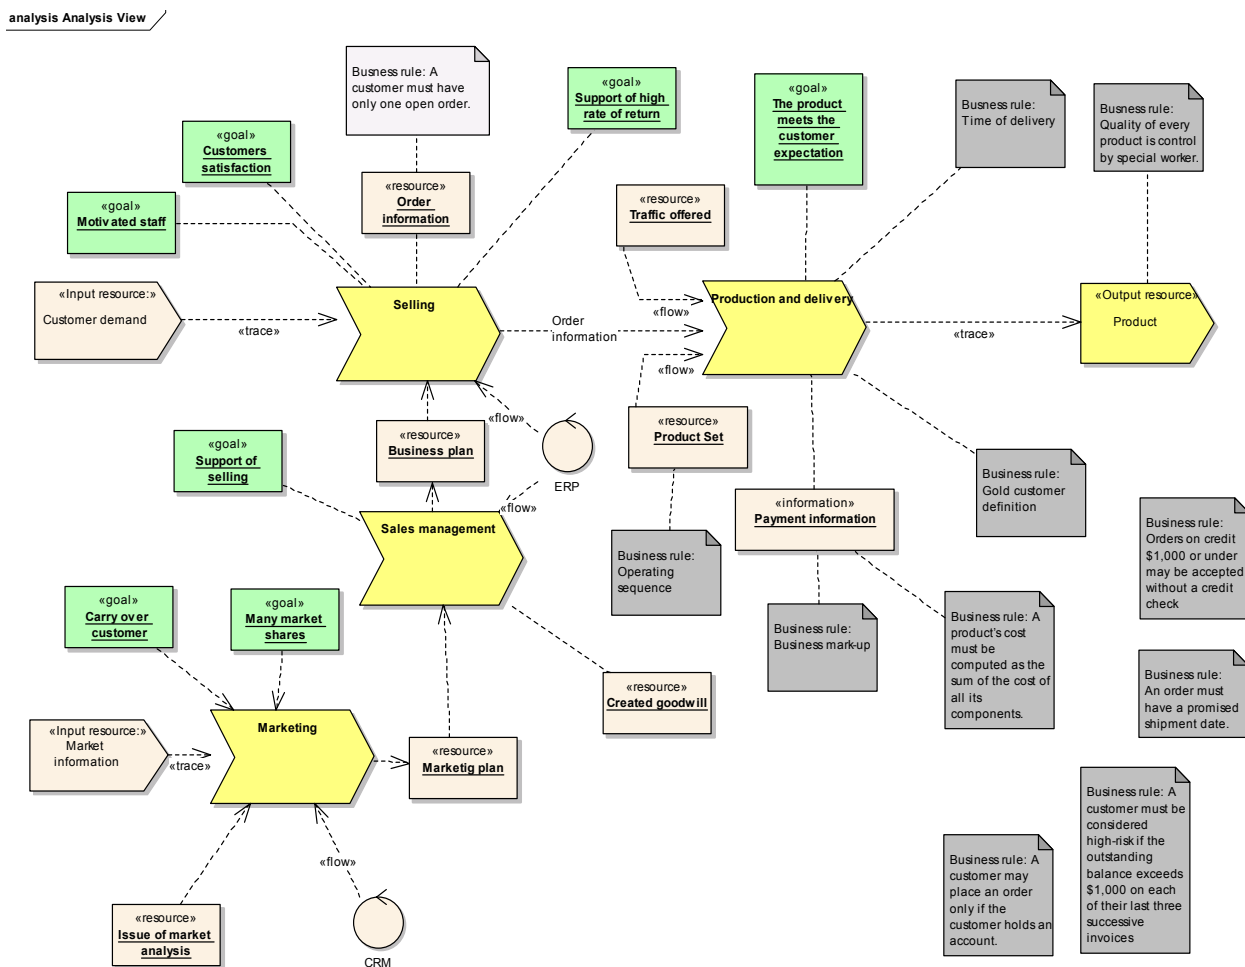 analysis Analysis View
Busness rule: A
customer must have
only one open order.
«goal»
Support of high
rate of return
«goal»
The product
meets the
customer
expectation
Busness rule:
Time of delivery
Busness rule:
Quality of every
product is control
by special worker.
«goal»
Customers
satisfaction
«goal»
Motivated staff
«resource»
Order
information
«resource»
Traffic offered
«Input resource:»
Customer demand
«trace»
Selling
Order
information
«flow»
«flow»
Production and delivery
«trace»
«Output resource»
Product
«flow»
«resource»
Business plan
ERP
«flow»
«goal»
Support of
selling
«resource»
Product Set
Sales management
«information»
Payment information
Business rule:
Gold customer
definition
Business rule:
Orders on credit
$1,000 or under
may be accepted
without a credit
check
Business rule:
Operating
sequence
«goal»
Carry over
customer
«goal»
Many market
shares
Business rule:
Business mark-up
Business rule: A
product's cost
must be
computed as the
sum of the cost of
all its
components.
Business rule:
An order must
have a promised
shipment date.
«resource»
Created goodwill
«Input resource:»
Market
information
«trace»
Marketing
«resource»
Marketig plan
Business rule: A
customer must be
considered
high-risk if the
outstanding
balance exceeds
$1,000 on each
of their last three
successive
invoices
Business rule: A
customer may
place an order
only if the
customer holds an
account.
«flow»
«resource»
Issue of market
analysis
CRM